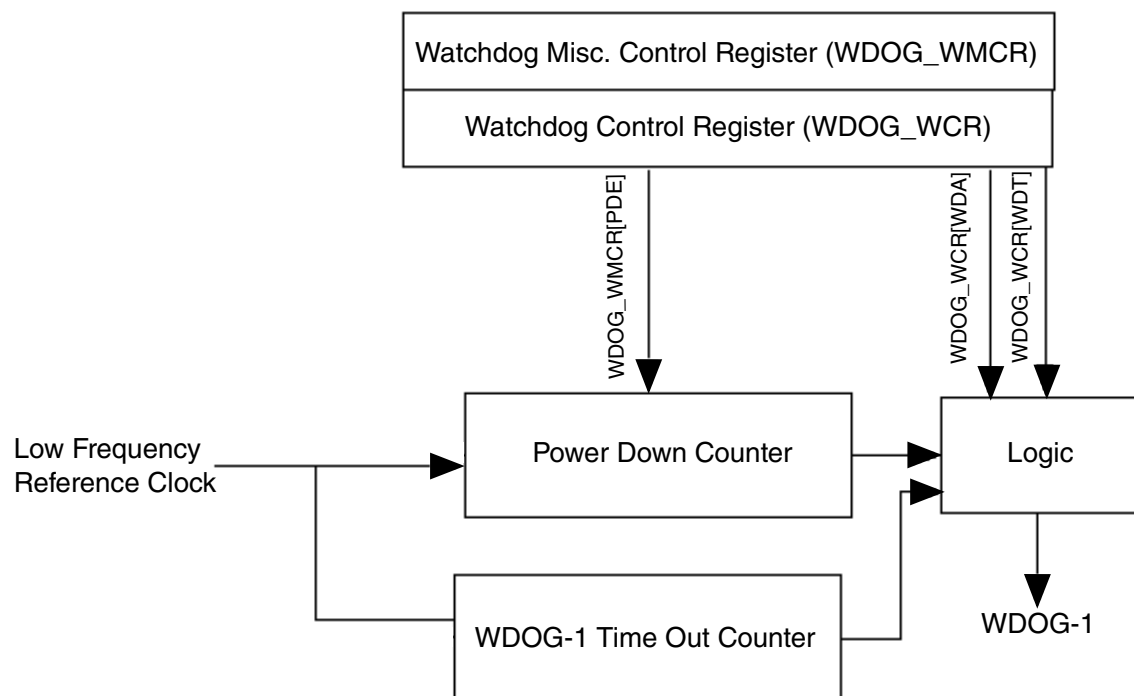 Watchdog Misc. Control Register (WDOG_WMCR)
Watchdog Control Register (WDOG_WCR)
WDOG_WMCR[PDE]
WDOG_WCR[WDA]
WDOG_WCR[WDT]
Low Frequency
Reference Clock
Power Down Counter
Logic
WDOG-1 Time Out Counter
WDOG-1